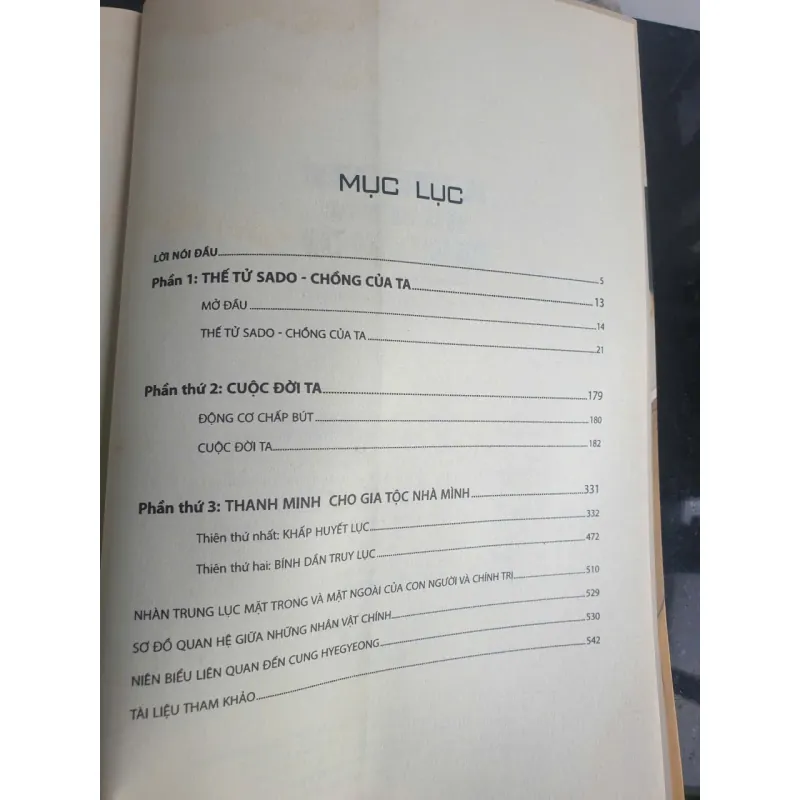 MỤC LỤC
LỜI NÓI ĐẦU........5
Phần 1: THẾ TỬ SADO - CHỒNG CỦA TA........13
MỞ ĐẦU........14
THẾ TỬ SADO - CHỒNG CỦA TA........21
Phần thứ 2: CUỘC ĐỜI TA........179
ĐỘNG CƠ CHẤP BÚT........180
CUỘC ĐỜI TA........182
Phần thứ 3: THANH MINH CHO GIA TỘC NHÀ MÌNH........331
Thiên thứ nhất: KHẤP HUYẾT LỤC........332
Thiên thứ hai: BÍNH DẦN TRUY LỤC........472
NHÀN TRUNG LỤC MẶT TRONG VÀ MẶT NGOÀI CỦA CON NGƯỜI VÀ CHÍNH TRỊ........510
SƠ ĐỒ QUAN HỆ GIỮA NHỮNG NHÂN VẬT CHÍNH........529
NIÊN BIỂU LIÊN QUAN ĐẾN CUNG HYEGYEONG........530
TÀI LIỆU THAM KHẢO........542